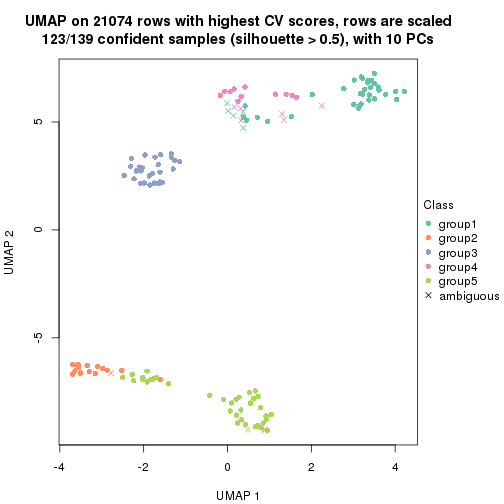 UMAP on 21074 rows with highest CV scores, rows are scaled
123/139 confident samples (silhouette > 0.5), with 10 PCs
5
0
-5
UMAP 2
-4
-2
0
2
4
UMAP 1
Class
group1
group2
group3
group4
group5
ambiguous